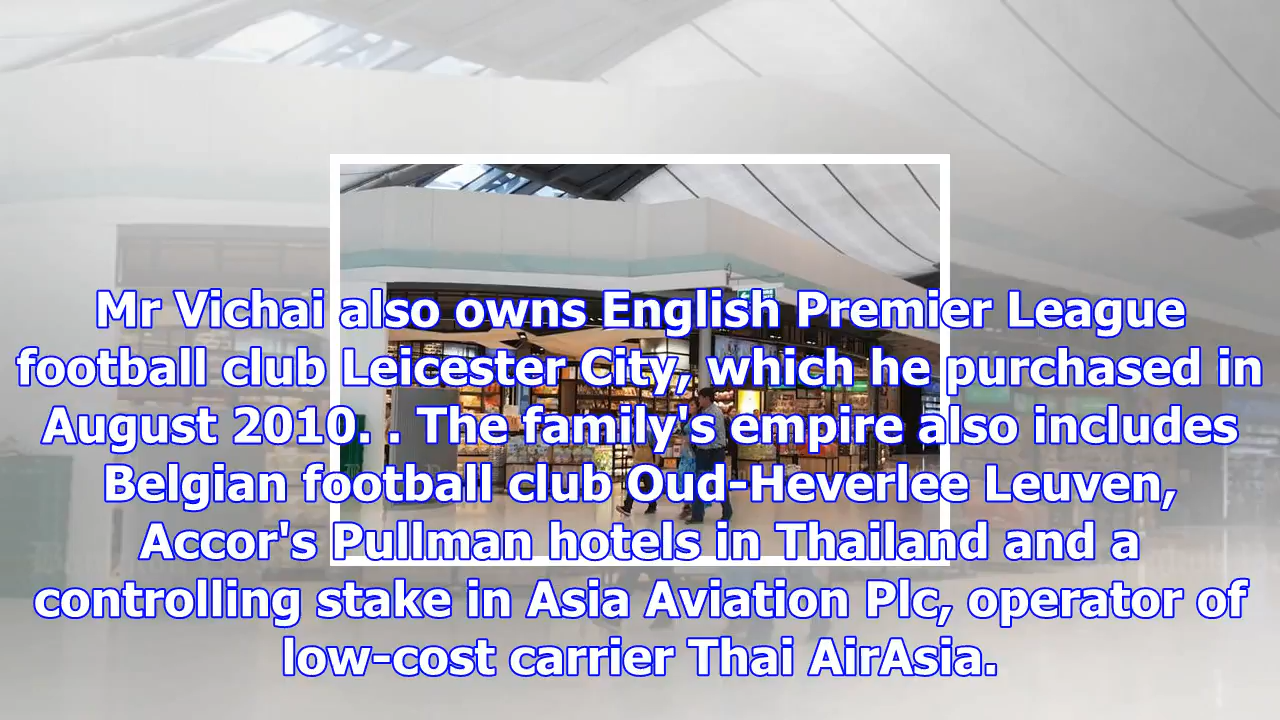 Mr Vichai also owns English Premier League
football club Leicester City, which he purchased in
August 2010. . The family's empire also includes
Belgian football club Oud-Heverlee Leuven,
Accor's Pullman hotels in Thailand and a
controlling stake in Asia Aviation Plc, operator of
low-cost carrier Thai AirAsia.